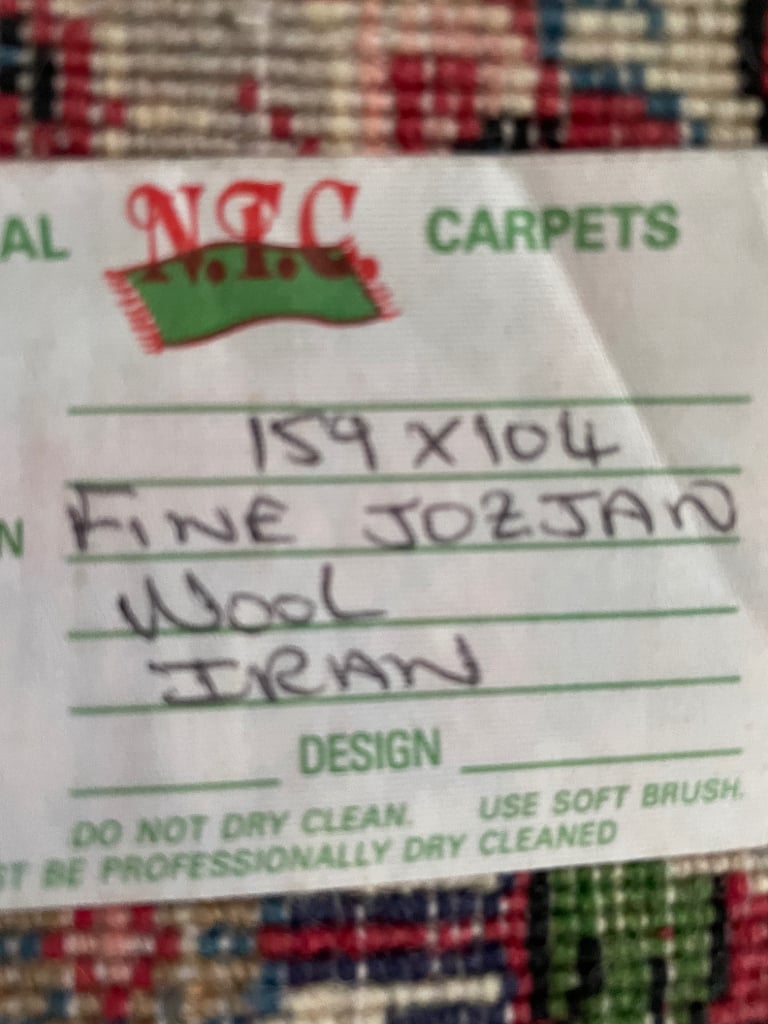 AL N.F.C. CARPETS
159 X 104
N FINE JOZJAN
WOOL
IRAN
DESIGN
DO NOT DRY CLEAN. USE SOFT BRUSH.
ST BE PROFESSIONALLY DRY CLEANED